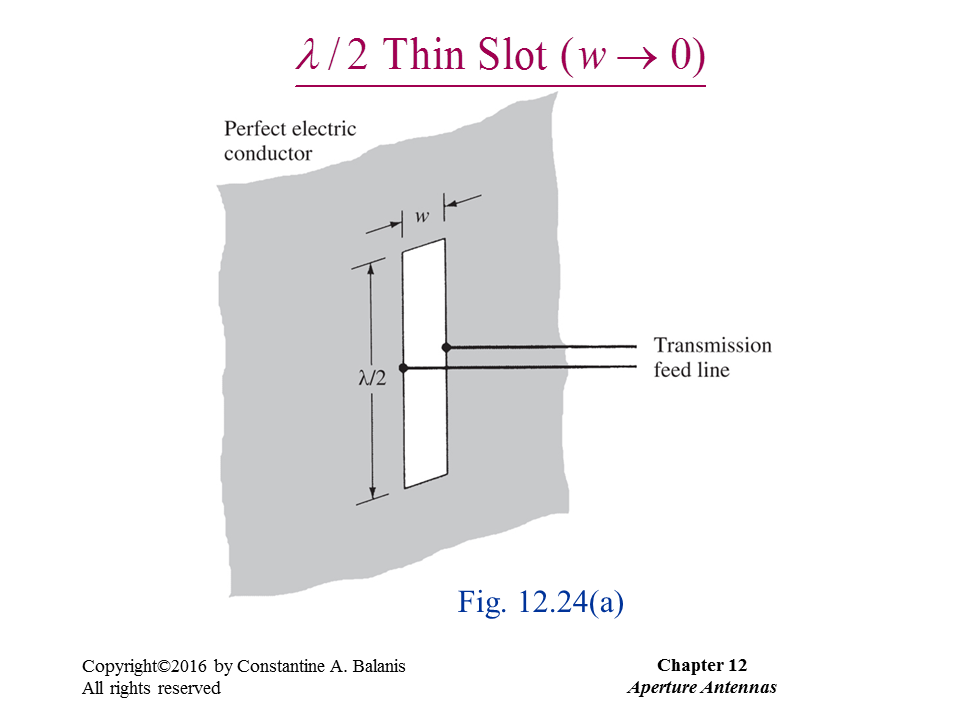 λ / 2 Thin Slot (w → 0)
Perfect electric
conductor
w
λ/2
Transmission
feed line
Fig. 12.24(a)
Copyright©2016 by Constantine A. Balanis
All rights reserved
Chapter 12
Aperture Antennas